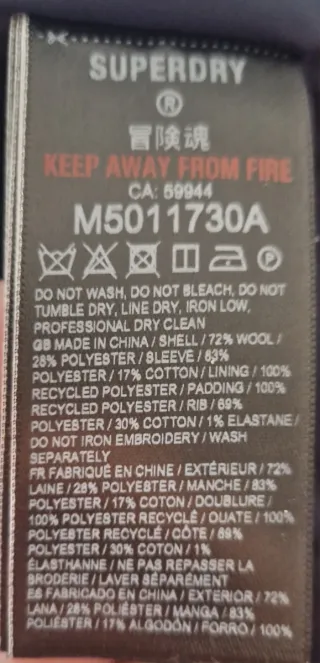 SUPERDRY
®
冒険魂
KEEP AWAY FROM FIRE
CA: 59944
M5011730A
DO NOT WASH, DO NOT BLEACH, DO NOT
TUMBLE DRY, LINE DRY, IRON LOW,
PROFESSIONAL DRY CLEAN
GB MADE IN CHINA / SHELL / 72% WOOL /
28% POLYESTER / SLEEVE / 83%
POLYESTER / 17% COTTON / LINING / 100%
RECYCLED POLYESTER / PADDING / 100%
RECYCLED POLYESTER / RIB / 69%
POLYESTER / 30% COTTON / 1% ELASTANE /
DO NOT IRON EMBROIDERY / WASH
SEPARATELY
FR FABRIQUÉ EN CHINE / EXTÉRIEUR / 72%
LAINE / 28% POLYESTER / MANCHE / 83%
POLYESTER / 17% COTON / DOUBLURE /
100% POLYESTER RECYCLÉ / OUATE / 100%
POLYESTER RECYCLÉ / CÔTE / 69%
POLYESTER / 30% COTON / 1%
ÉLASTHANNE / NE PAS REPASSER LA
BRODERIE / LAVER SÉPARÉMENT
ES FABRICADO EN CHINA / EXTERIOR / 72%
LANA / 28% POLIÉSTER / MANGA / 83%
POLIÉSTER / 17% ALGODÓN / FORRO / 100%